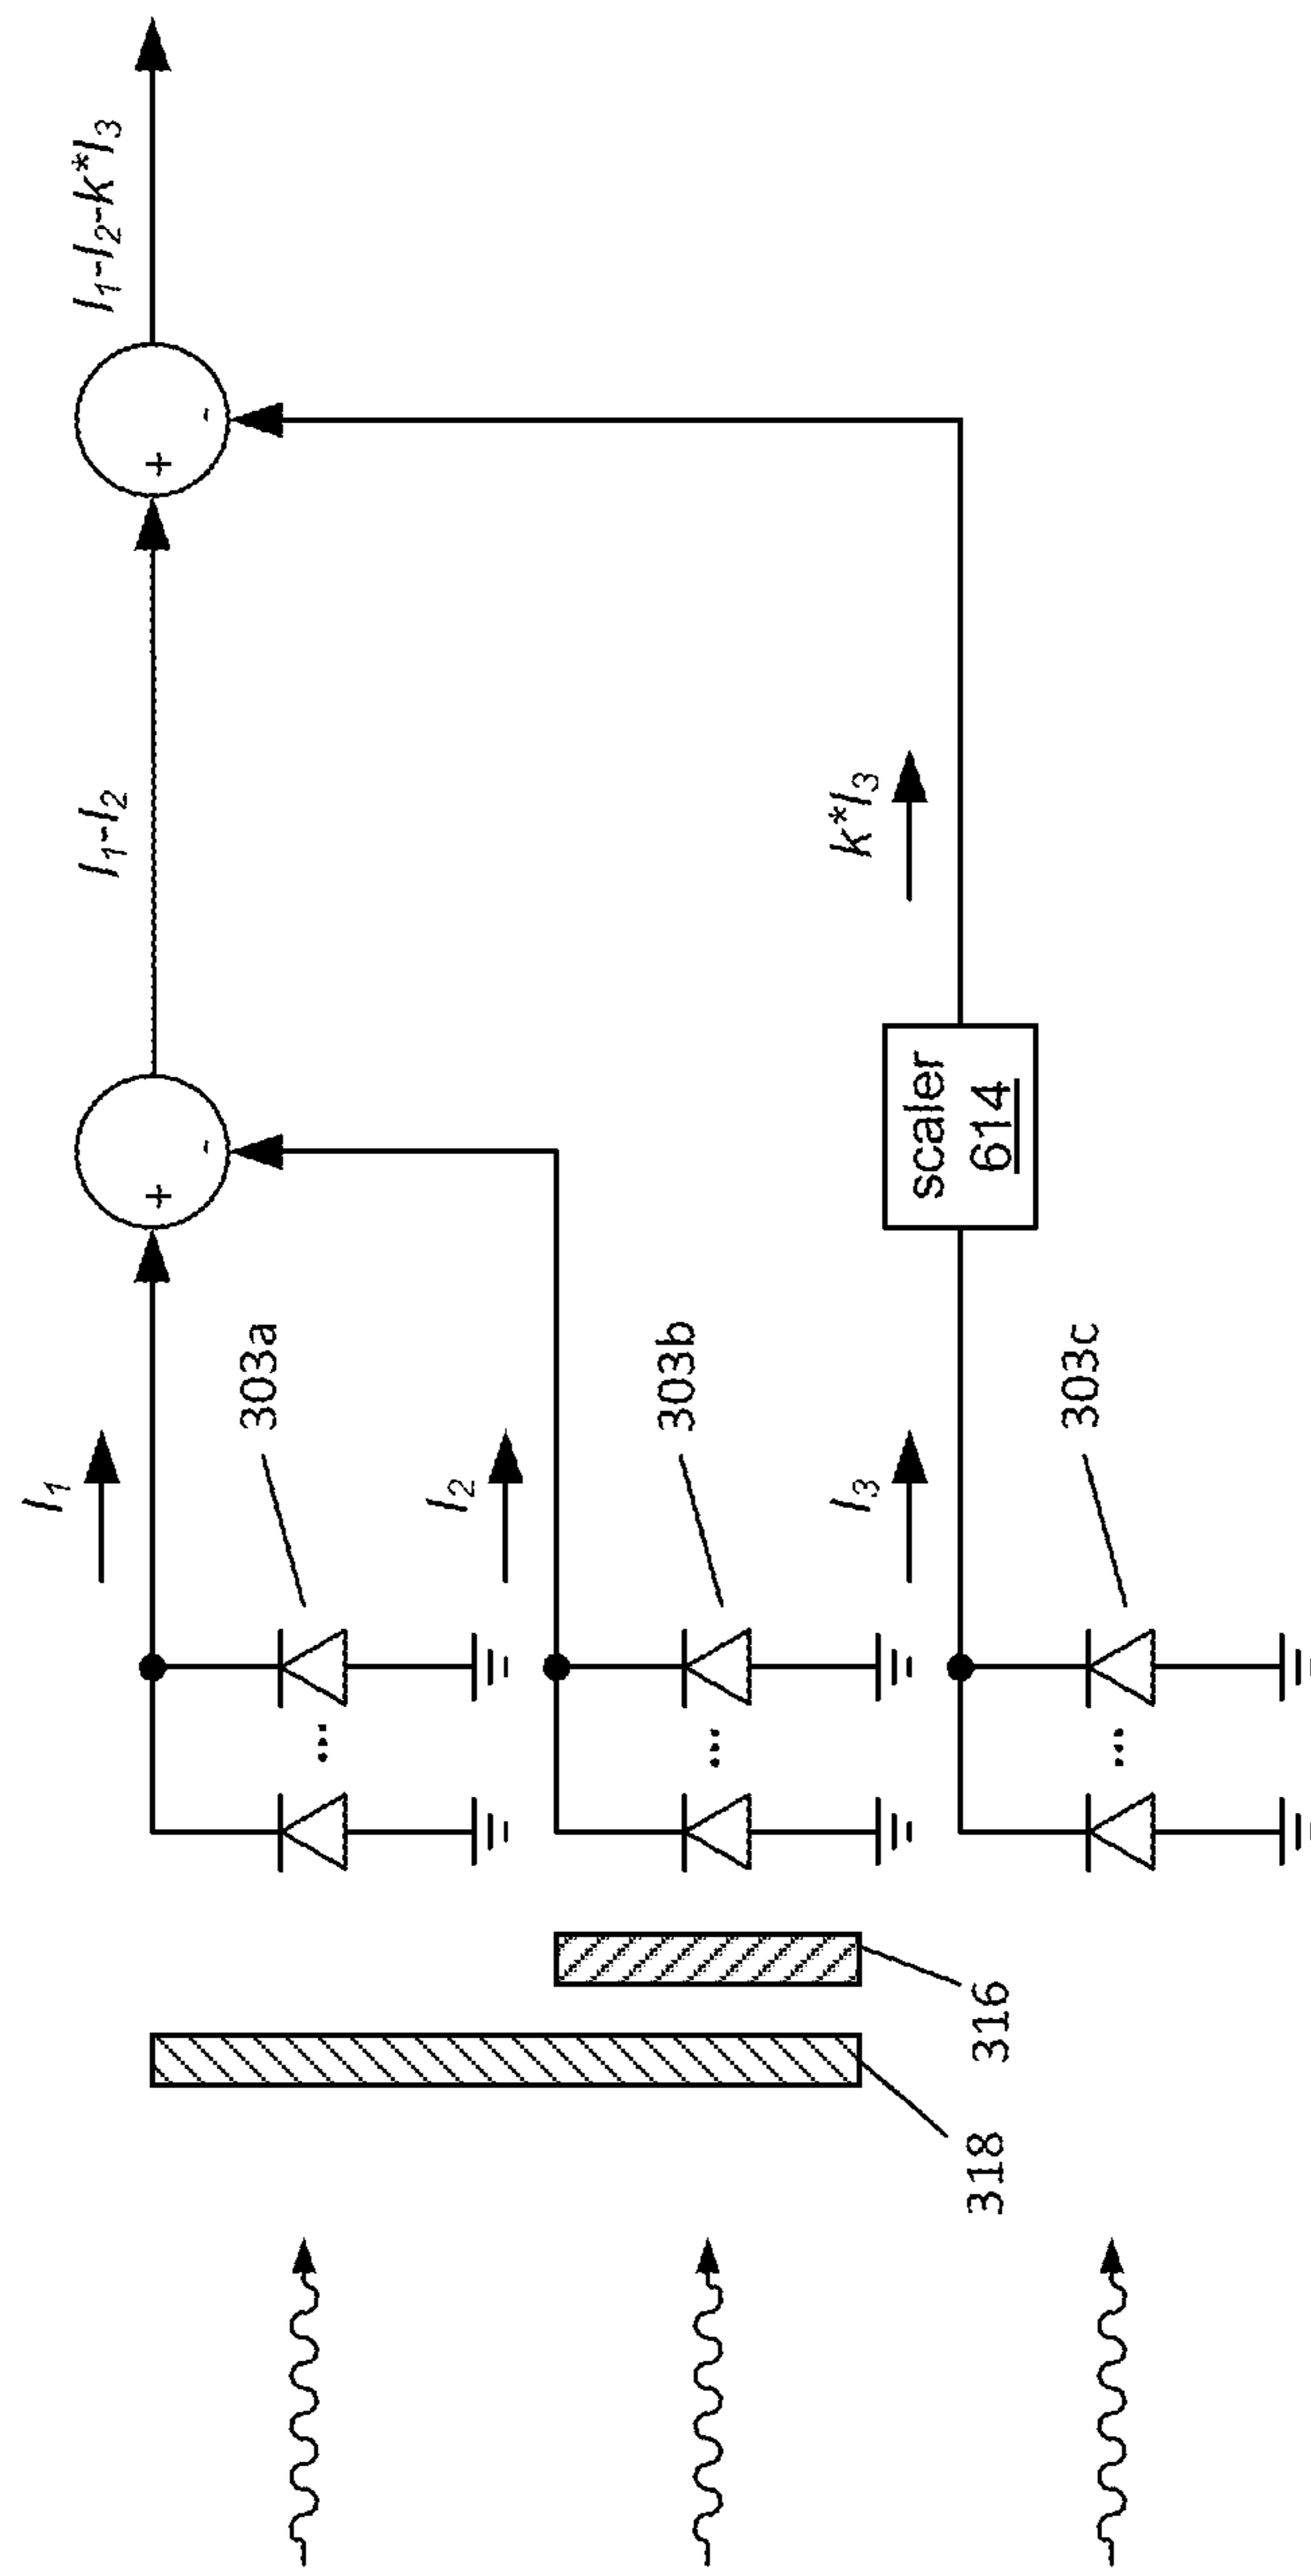 I1
I1-I2
I1-I2-k*I3
+
-
+
-
303a
I2
303b
I3
k*I3
scaler
614
303c
...
...
...
318
316